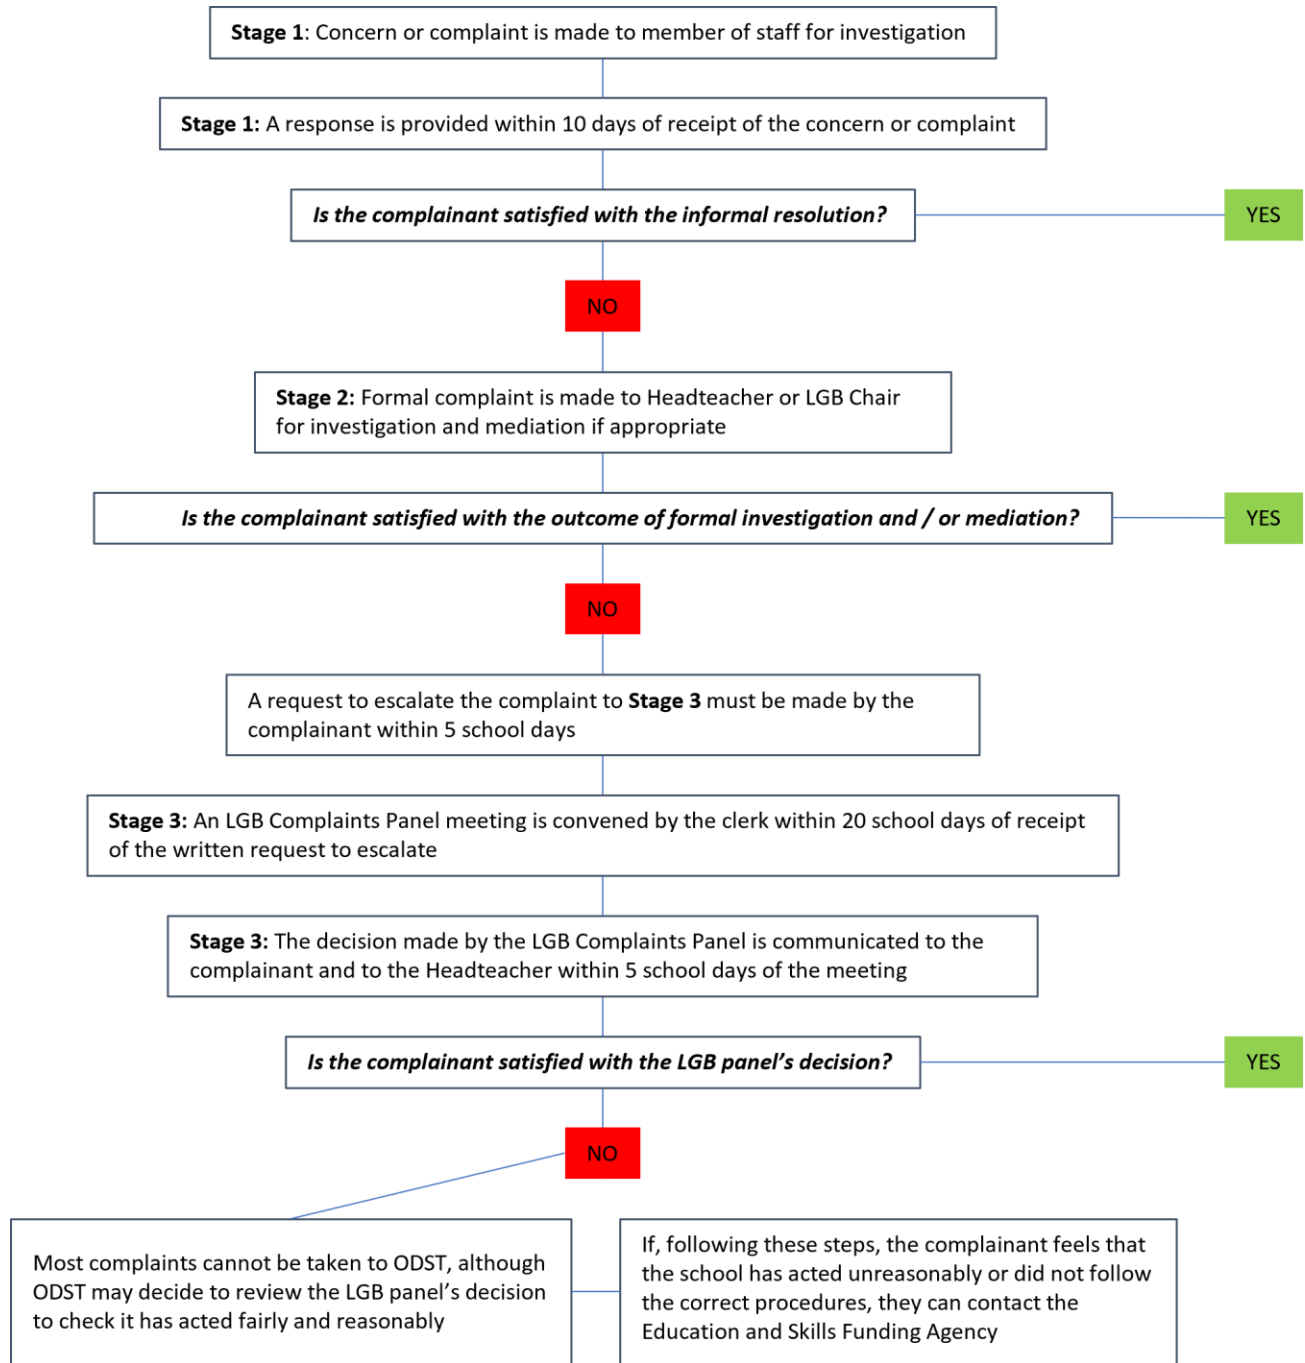 Stage 1: Concern or complaint is made to member of staff for investigation
Stage 1: A response is provided within 10 days of receipt of the concern or complaint
Is the complainant satisfied with the informal resolution?
YES
NO
Stage 2: Formal complaint is made to Headteacher or LGB Chair
for investigation and mediation if appropriate
Is the complainant satisfied with the outcome of formal investigation and / or mediation?
YES
NO
A request to escalate the complaint to Stage 3 must be made by the
complainant within 5 school days
Stage 3: An LGB Complaints Panel meeting is convened by the clerk within 20 school days of receipt
of the written request to escalate
Stage 3: The decision made by the LGB Complaints Panel is communicated to the
complainant and to the Headteacher within 5 school days of the meeting
Is the complainant satisfied with the LGB panel’s decision?
YES
NO
Most complaints cannot be taken to ODST, although
ODST may decide to review the LGB panel’s decision
to check it has acted fairly and reasonably
If, following these steps, the complainant feels that
the school has acted unreasonably or did not follow
the correct procedures, they can contact the
Education and Skills Funding Agency